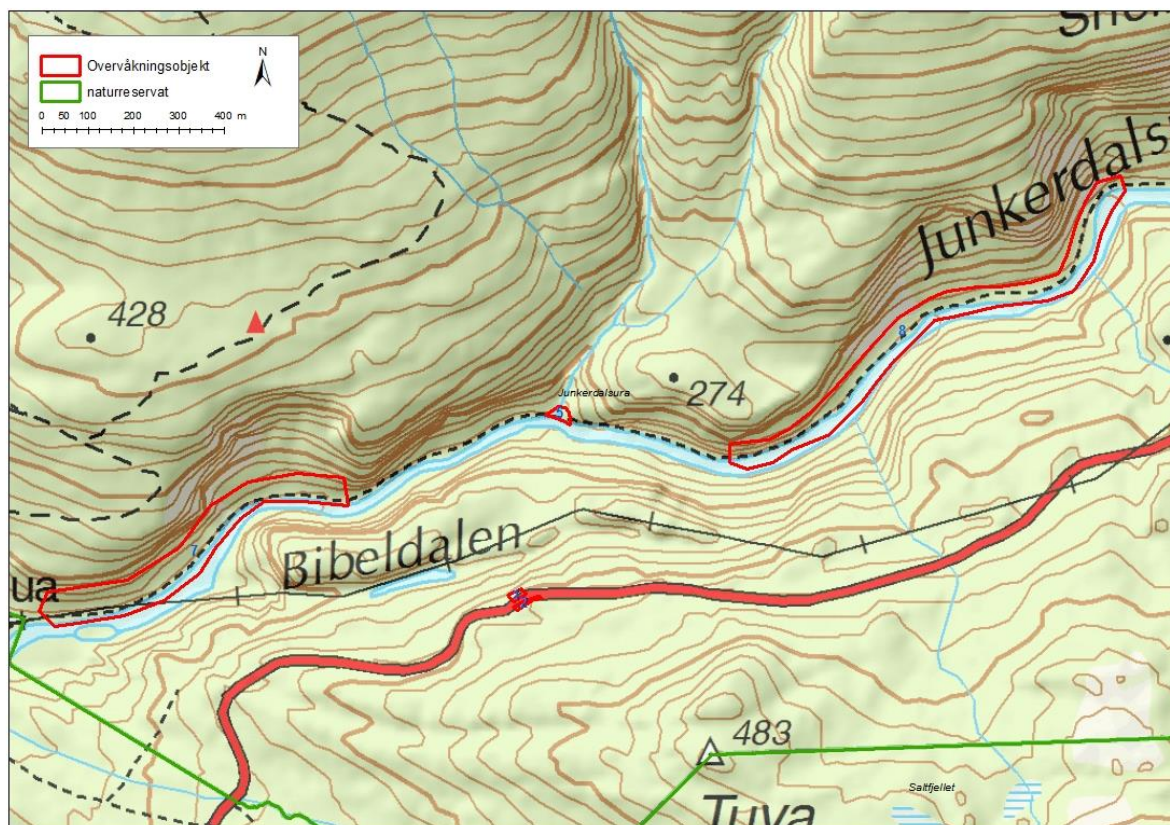 N
Overvåkningsobjekt
naturreservat
0 50 100 200 300 400 m
428
Junkerdals
8
Junkerdalsura
5
274
7
Bibeldalen
ua
483
Saltfjellet
Tuva